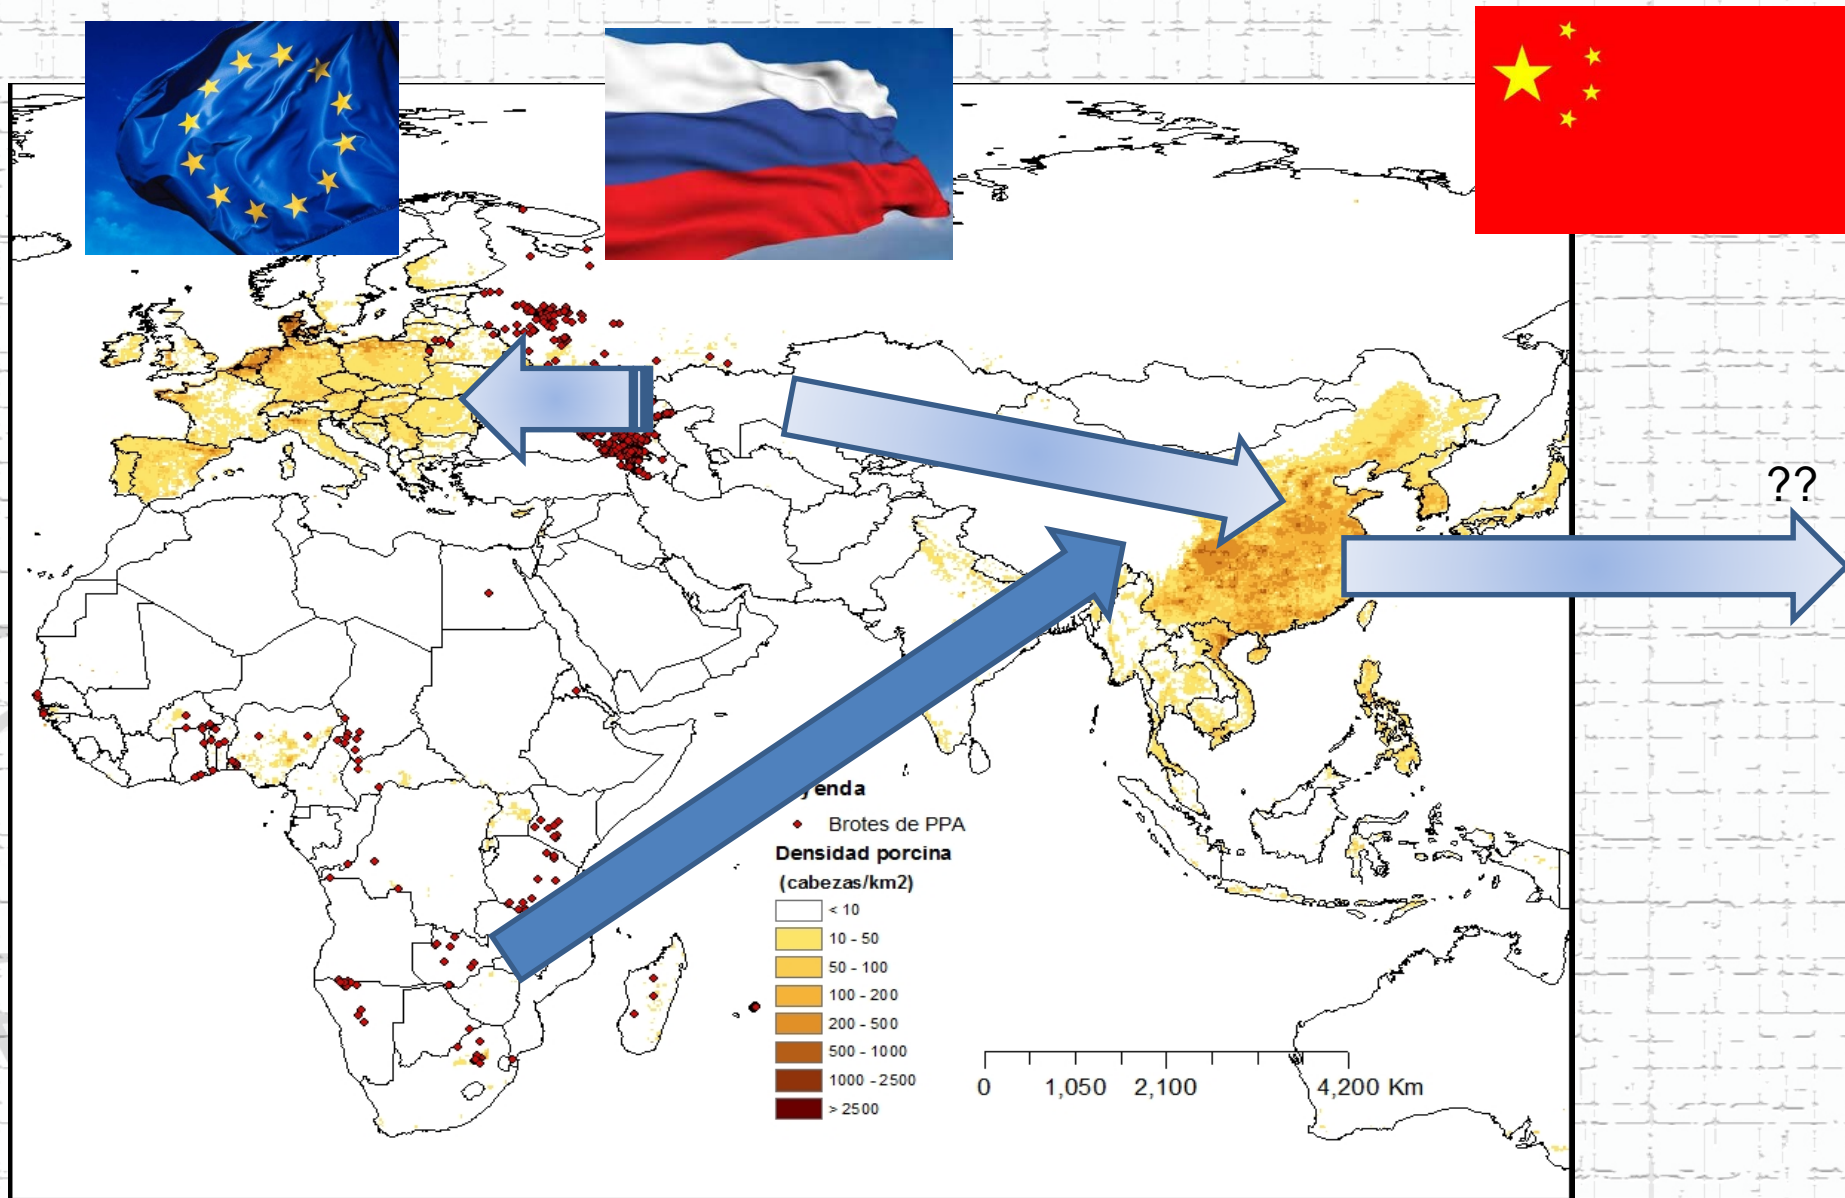 ??
yenda
Brotes de PPA
Densidad porcina
(cabezas/km2)
< 10
10 - 50
50 - 100
100 - 200
200 - 500
500 - 1000
1000 - 2500
> 2500
0 1,050 2,100 4,200 Km